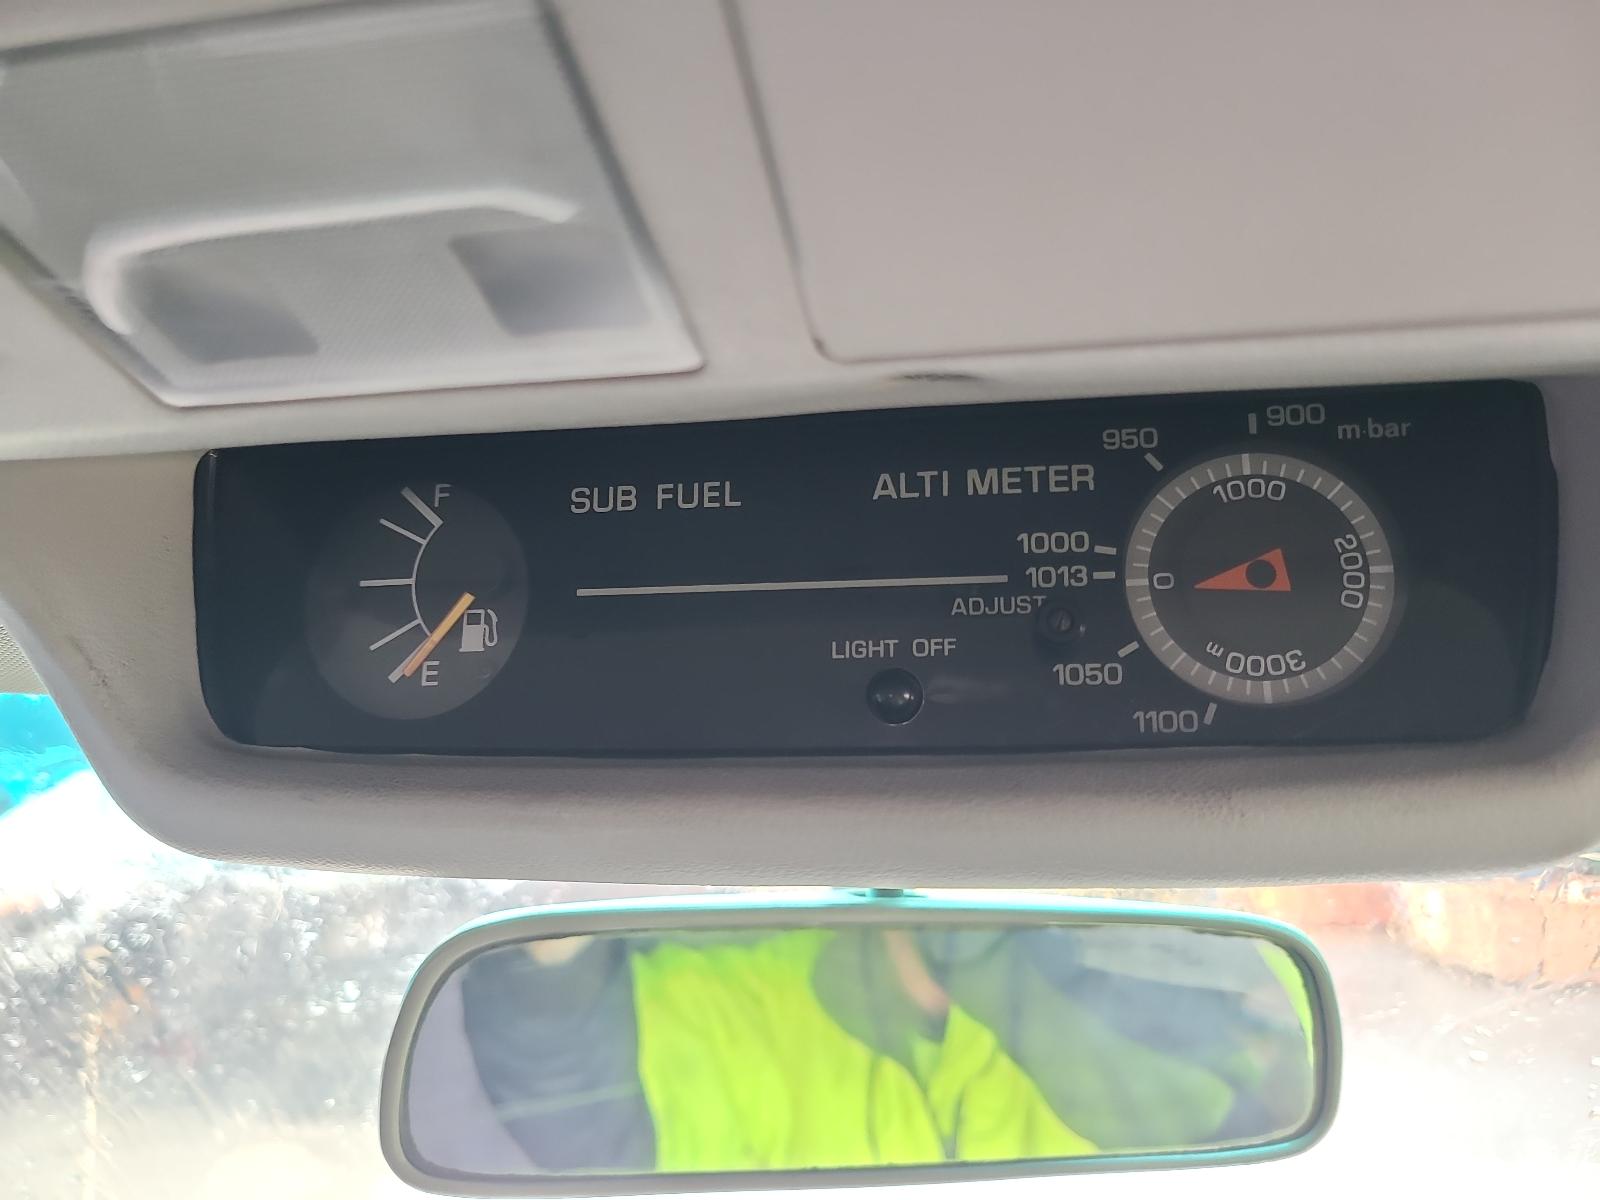 F
E
SUB FUEL
ALTI METER
ADJUST
LIGHT OFF
900 m·bar
950
1000
1013
1050
1100
0
1000
2000
3000 m